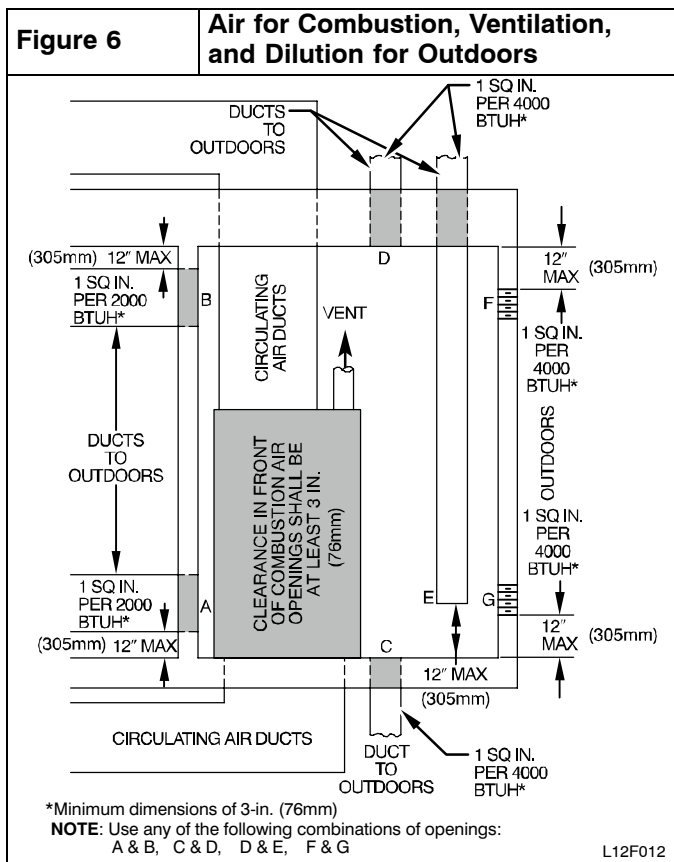 Figure 6
Air for Combustion, Ventilation,
and Dilution for Outdoors
1 SQ IN.
PER 4000
BTUH*
DUCTS
TO
OUTDOORS
(305mm) 12″ MAX
1 SQ IN.
PER 2000
BTUH*
B
D
CIRCULATING
AIR DUCTS
VENT
F
12″
MAX
(305mm)
1 SQ IN.
PER
4000
BTUH*
OUTDOORS
DUCTS
TO
OUTDOORS
CLEARANCE IN FRONT
OF COMBUSTION AIR
OPENINGS SHALL BE
AT LEAST 3 IN.
(76mm)
1 SQ IN.
PER
4000
BTUH*
1 SQ IN.
PER 2000
BTUH*
A
E
G
(305mm) 12″ MAX
C
12″
MAX
(305mm)
12″ MAX
(305mm)
CIRCULATING AIR DUCTS
DUCT
TO
OUTDOORS
1 SQ IN.
PER 4000
BTUH*
*Minimum dimensions of 3-in. (76mm)
NOTE: Use any of the following combinations of openings:
A & B, C & D, D & E, F & G
L12F012